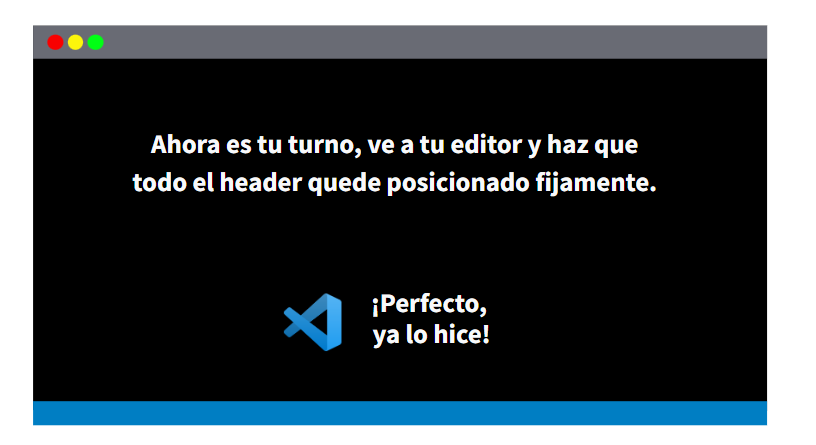 Ahora es tu turno, ve a tu editor y haz que
todo el header quede posicionado fijamente.
¡Perfecto,
ya lo hice!